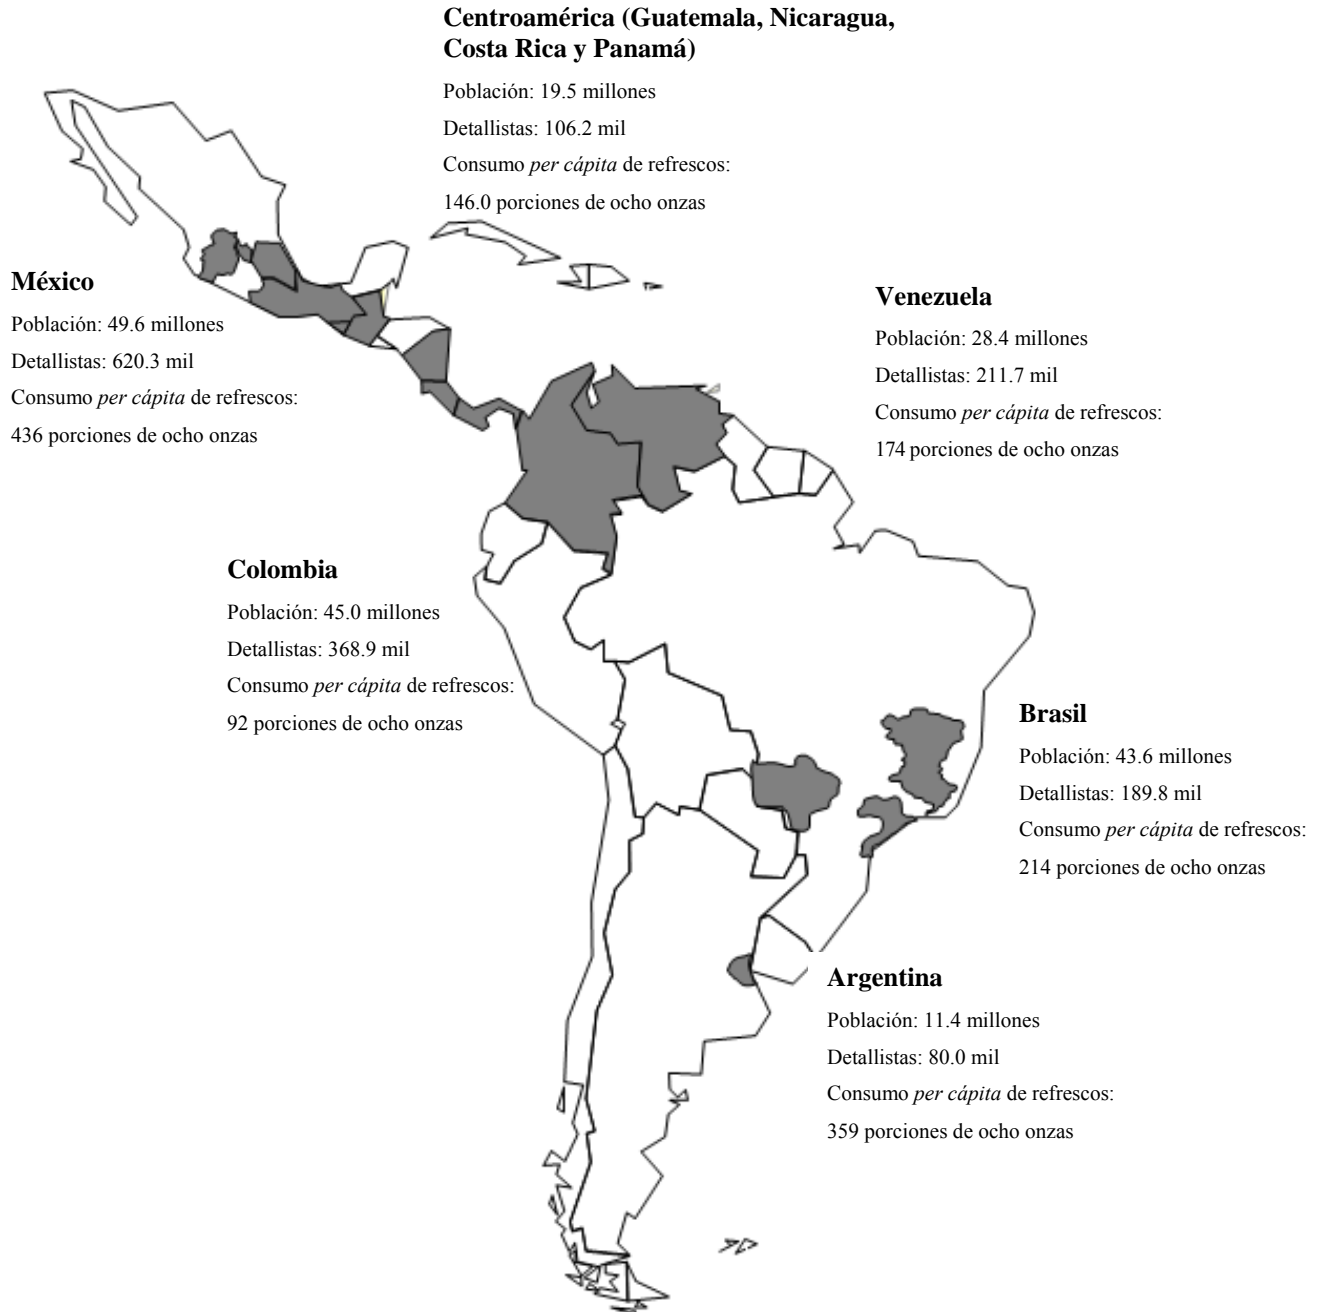 Centroamérica (Guatemala, Nicaragua,
Costa Rica y Panamá)
Población: 19.5 millones
Detallistas: 106.2 mil
Consumo per cápita de refrescos:
146.0 porciones de ocho onzas
México
Población: 49.6 millones
Detallistas: 620.3 mil
Consumo per cápita de refrescos:
436 porciones de ocho onzas
Venezuela
Población: 28.4 millones
Detallistas: 211.7 mil
Consumo per cápita de refrescos:
174 porciones de ocho onzas
Colombia
Población: 45.0 millones
Detallistas: 368.9 mil
Consumo per cápita de refrescos:
92 porciones de ocho onzas
Brasil
Población: 43.6 millones
Detallistas: 189.8 mil
Consumo per cápita de refrescos:
214 porciones de ocho onzas
Argentina
Población: 11.4 millones
Detallistas: 80.0 mil
Consumo per cápita de refrescos:
359 porciones de ocho onzas